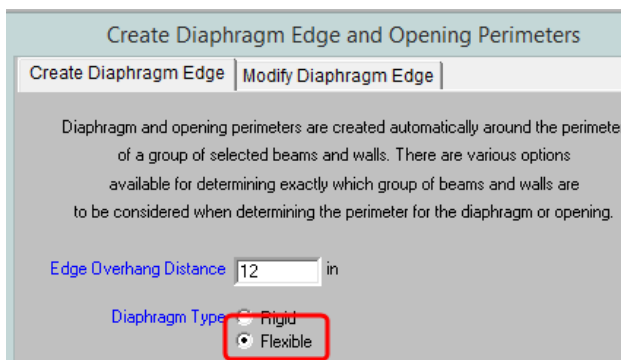 Create Diaphragm Edge and Opening Perimeters
Create Diaphragm Edge Modify Diaphragm Edge
Diaphragm and opening perimeters are created automatically around the perimete
of a group of selected beams and walls. There are various options
available for determining exactly which group of beams and walls are
to be considered when determining the perimeter for the diaphragm or opening.
Edge Overhang Distance 12 in
Diaphragm Type Rigid
Flexible